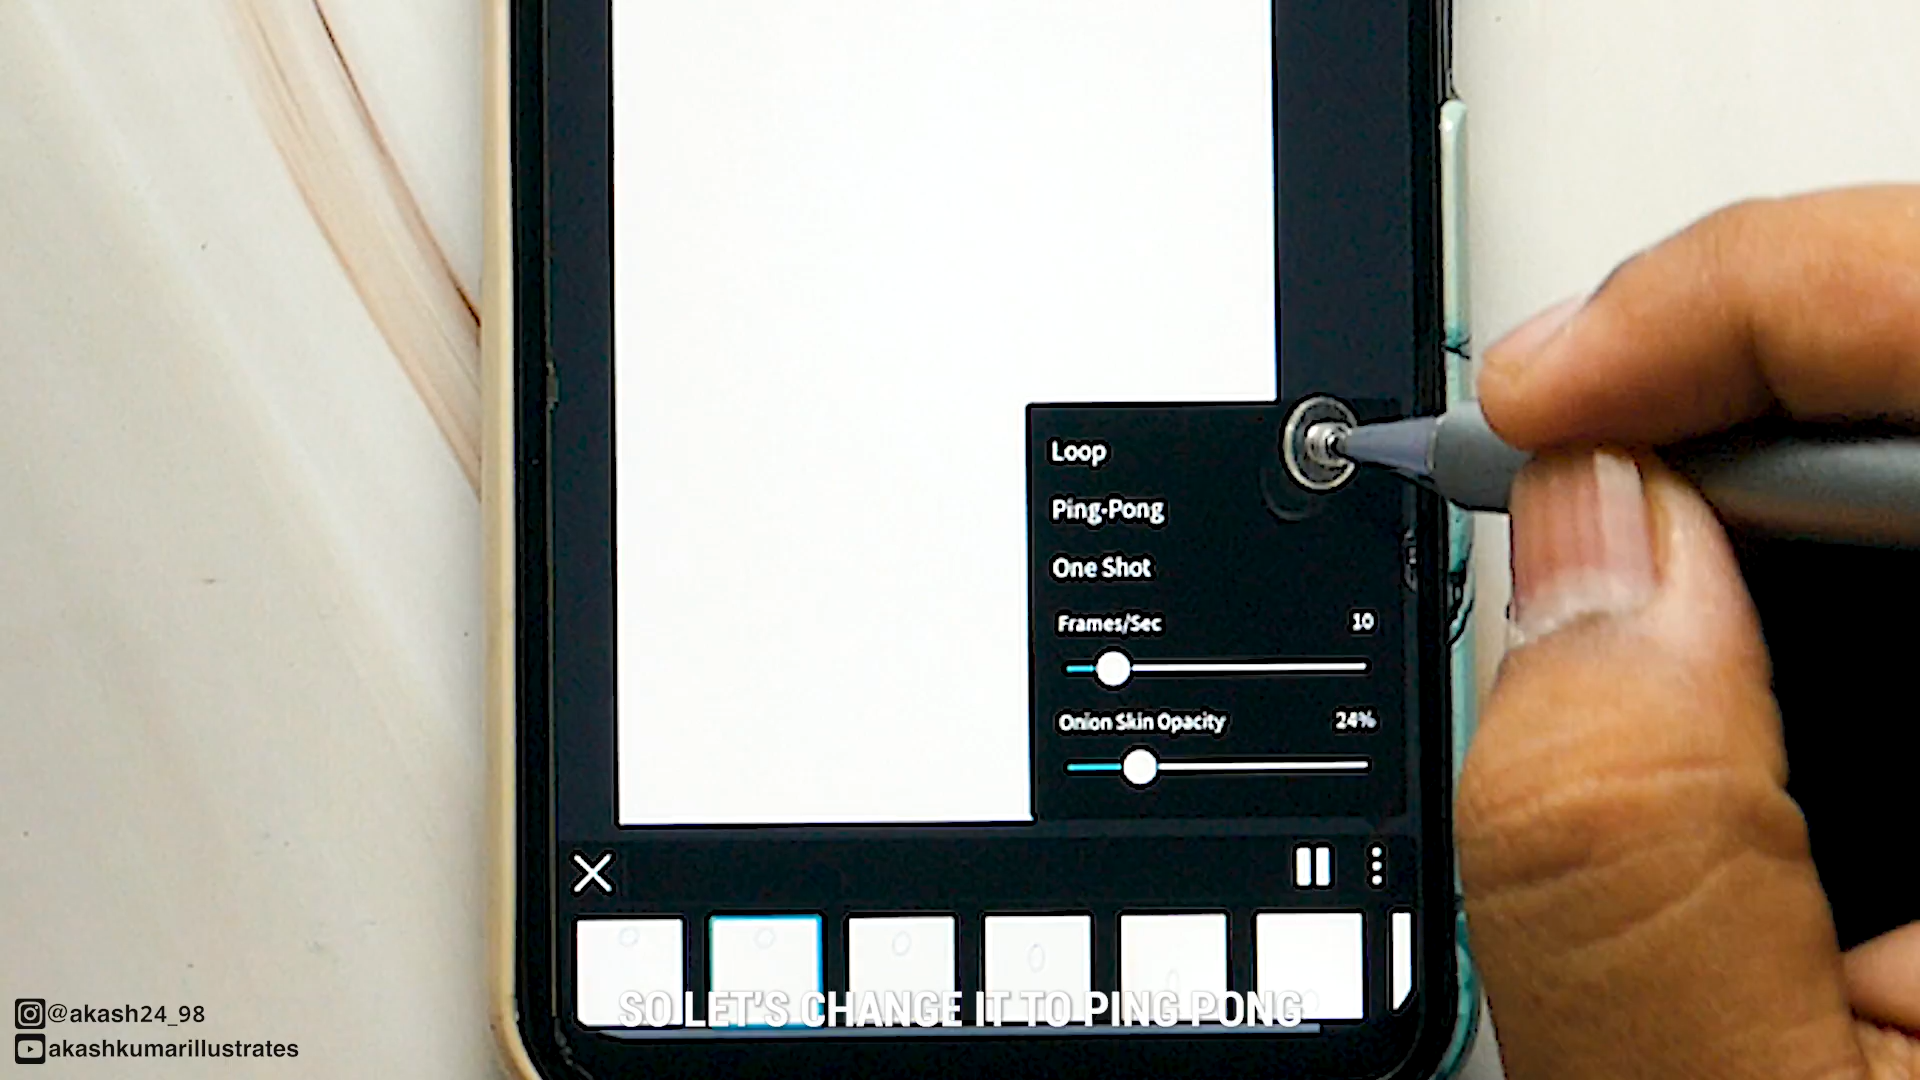 Loop
Ping-Pong
One Shot
Frames/Sec 10
Onion Skin Opacity 24%
SO LET'S CHANGE IT TO PING PONG
@akash24_98
akashkumarillustrates